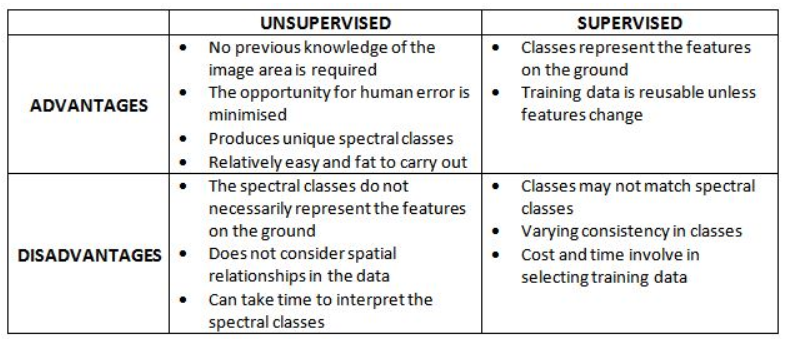 UNSUPERVISED
SUPERVISED
ADVANTAGES
• No previous knowledge of the
image area is required
• The opportunity for human error is
minimised
• Produces unique spectral classes
• Relatively easy and fat to carry out
• Classes represent the features
on the ground
• Training data is reusable unless
features change
DISADVANTAGES
• The spectral classes do not
necessarily represent the features
on the ground
• Does not consider spatial
relationships in the data
• Can take time to interpret the
spectral classes
• Classes may not match spectral
classes
• Varying consistency in classes
• Cost and time involve in
selecting training data